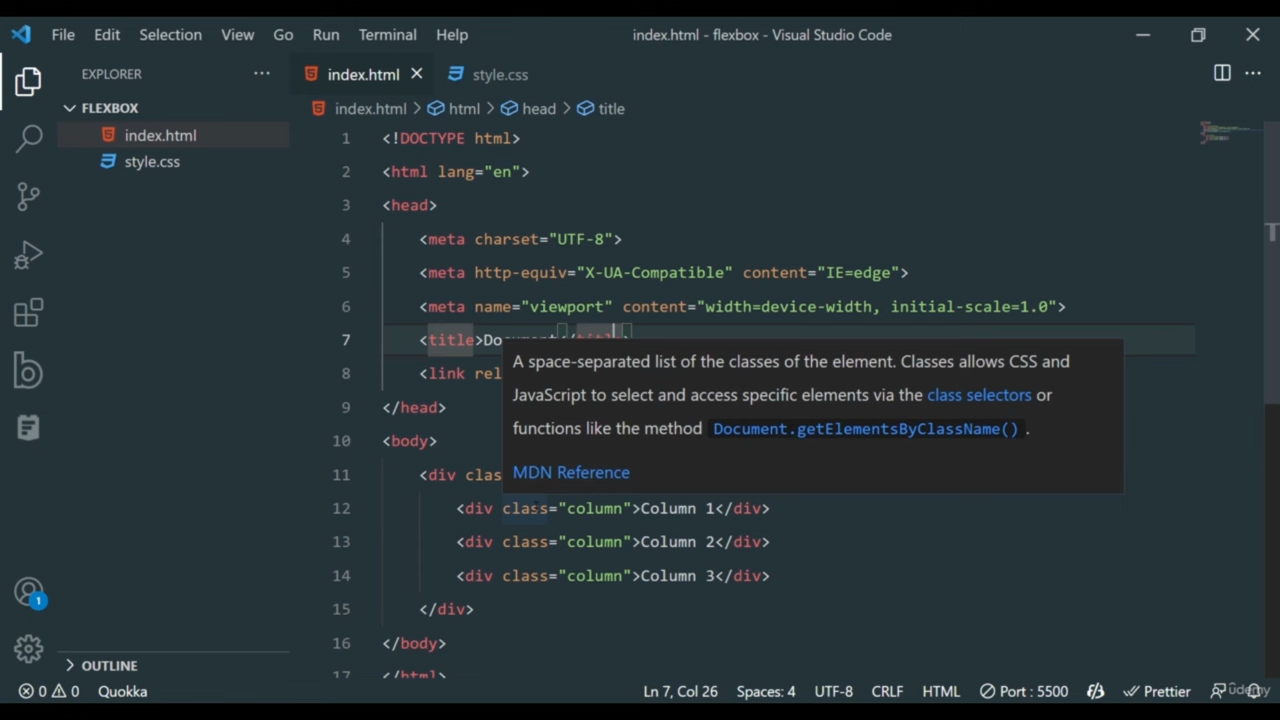 File Edit Selection View Go Run Terminal Help index.html - flexbox - Visual Studio Code
EXPLORER
index.html
style.css
FLEXBOX
index.html > html > head > title
index.html
style.css
1 <!DOCTYPE html>
2 <html lang="en">
3 <head>
4 <meta charset="UTF-8">
5 <meta http-equiv="X-UA-Compatible" content="IE=edge">
6 <meta name="viewport" content="width=device-width, initial-scale=1.0">
7 <title>Document</title>
8 <link rel
9 </head>
10 <body>
11 <div clas
12 <div class="column">Column 1</div>
13 <div class="column">Column 2</div>
14 <div class="column">Column 3</div>
15 </div>
16 </body>
17 </html>
A space-separated list of the classes of the element. Classes allows CSS and
JavaScript to select and access specific elements via the class selectors or
functions like the method Document.getElementsByClassName() .
MDN Reference
1
OUTLINE
0 0 Quokka Ln 7, Col 26 Spaces: 4 UTF-8 CRLF HTML Port : 5500 Prettier
udemy